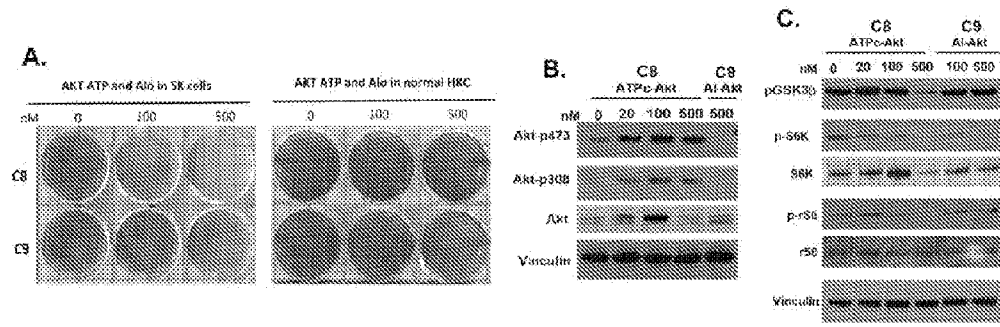 A.
AKT ATP and Alo in SK cells
AKT ATP and Alo in normal HKC
nM 0 100 500 0 100 500
C8
C9
B.
C8 C9
ATPc-Akt Al-Akt
nM 0 20 100 500 500
Akt-p473
Akt-p308
Akt
Vinculin
C.
C8 C9
ATPc-Akt Al-Akt
nM 0 20 100 500 100 500
pGSK3β
p-S6K
S6K
p-rS6
rS6
Vinculin